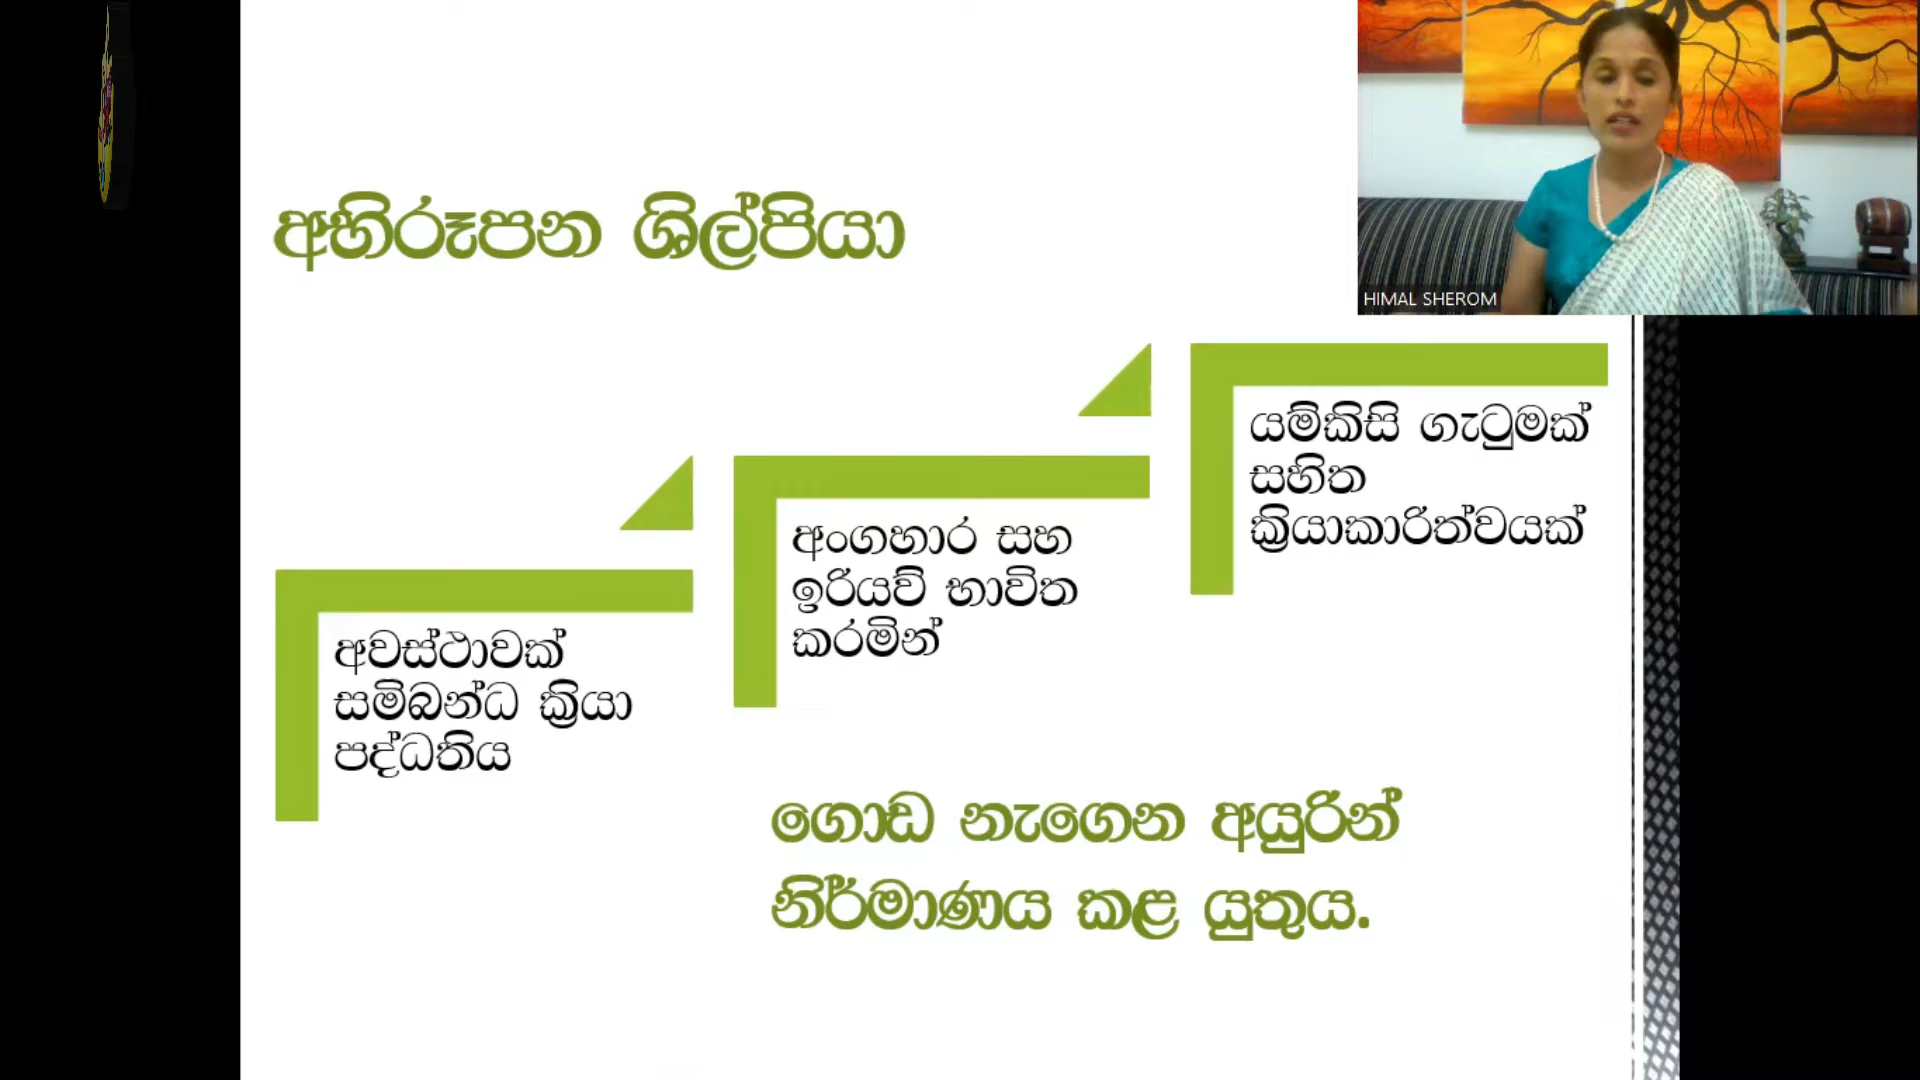 අභිරූපන ශිල්පියා
HIMAL SHEROM
අවස්ථාවක්
සමිබන්ධ ක්‍රියා
පද්ධතිය
අංගහාර සහ
ඉරියව් භාවිත
කරමින්
යම්කිසි ගැටුමක්
සහිත
ක්‍රියාකාරිත්වයක්
ගොඩ නැගෙන අයුරින්
නිර්මාණය කළ යුතුය.